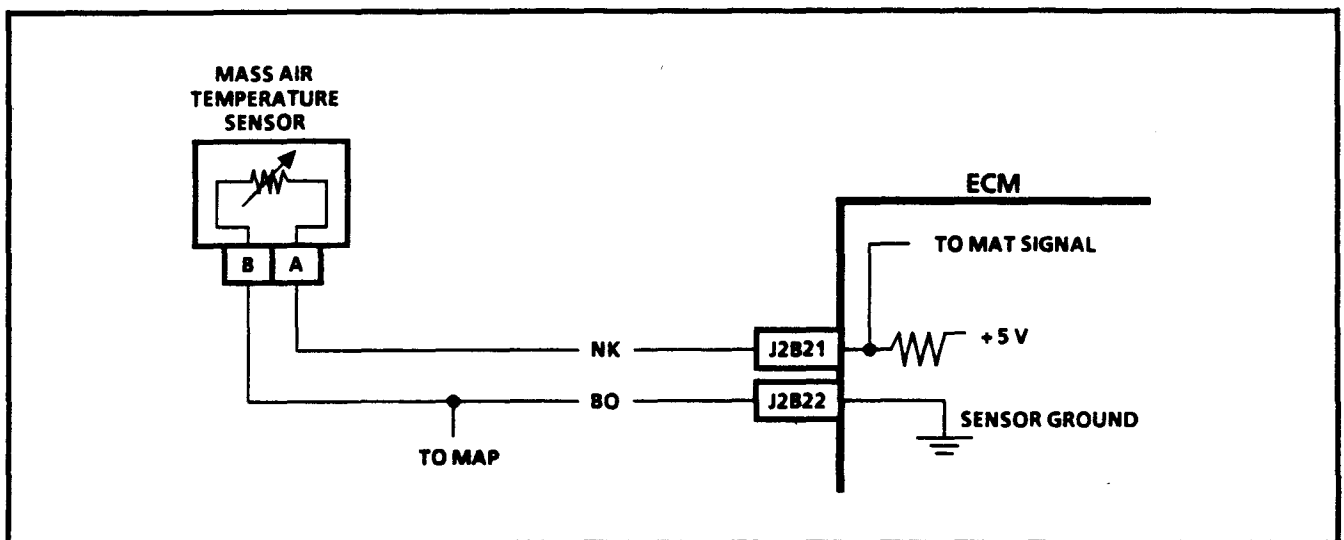 MASS AIR
TEMPERATURE
SENSOR
B A
ECM
TO MAT SIGNAL
NK
J2B21
+5 V
BO
J2B22
SENSOR GROUND
TO MAP